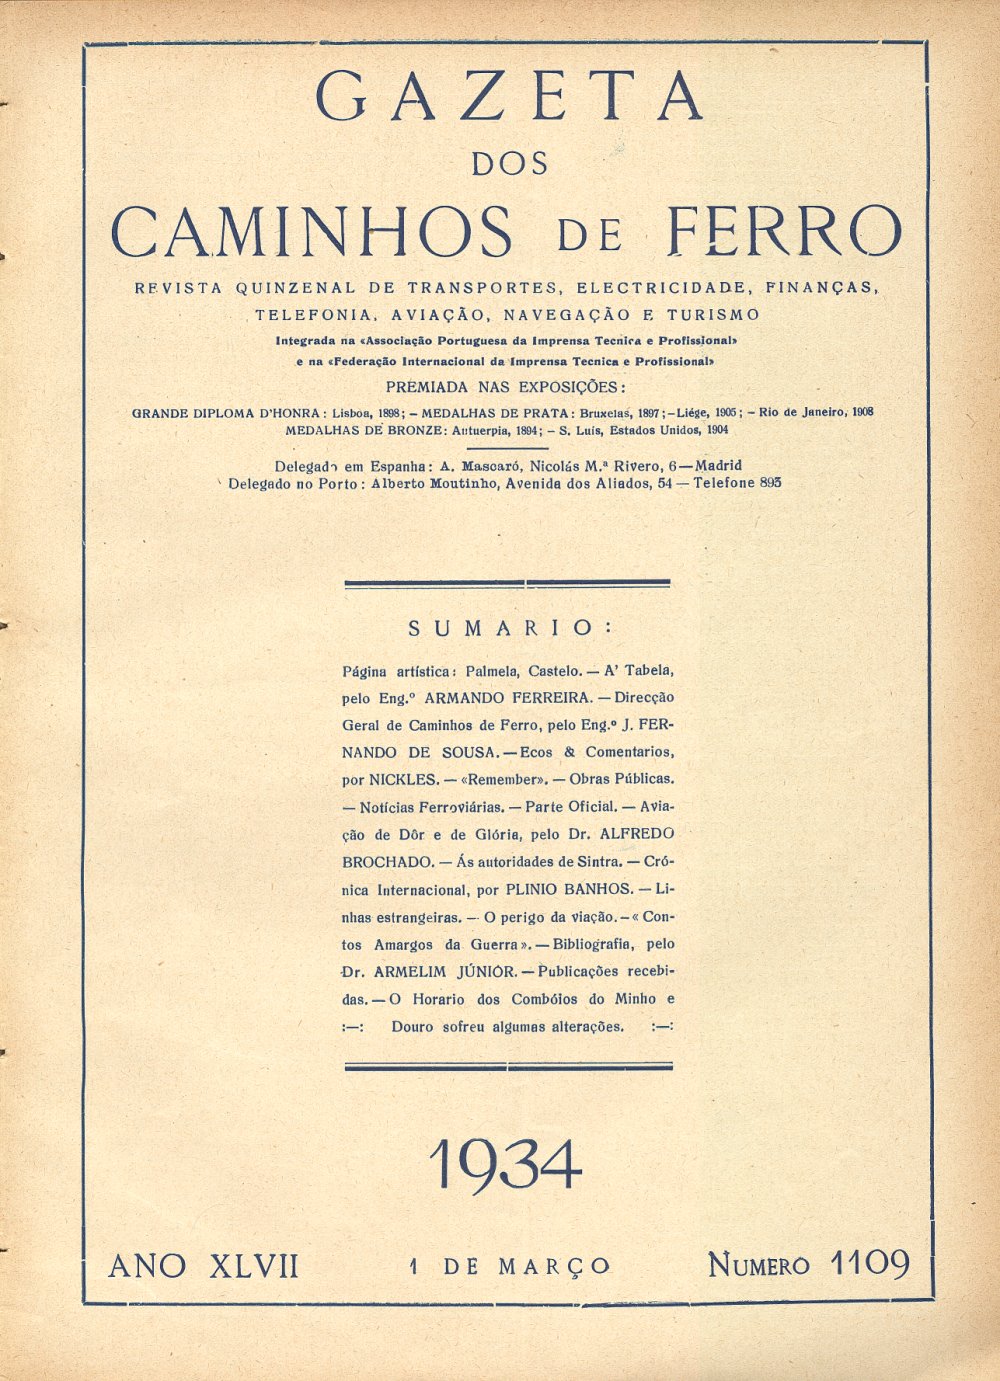 GAZETA
DOS
CAMINHOS DE FERRO
REVISTA QUINZENAL DE TRANSPORTES, ELECTRICIDADE, FINANÇAS,
TELEFONIA, AVIAÇÃO, NAVEGAÇÃO E TURISMO
Integrada na «Associação Portuguesa da Imprensa Tecnica e Profissional»
e na «Federação Internacional da Imprensa Tecnica e Profissional»
PREMIADA NAS EXPOSIÇÕES:
GRANDE DIPLOMA D'HONRA: Lisboa, 1898; — MEDALHAS DE PRATA: Bruxelas, 1897; — Liége, 1905; — Rio de Janeiro, 1908
MEDALHAS DE BRONZE: Antuerpia, 1894; — S. Luís, Estados Unidos, 1904
Delegado em Espanha: A. Mascaró, Nicolás M.ª Rivero, 6—Madrid
Delegado no Porto: Alberto Moutinho, Avenida dos Aliados, 54 — Telefone 893
SUMARIO:
Página artística: Palmela, Castelo. — A' Tabela,
pelo Eng.º ARMANDO FERREIRA. — Direcção
Geral de Caminhos de Ferro, pelo Eng.º J. FER-
NANDO DE SOUSA. — Ecos & Comentarios,
por NICKLES. — «Remember». — Obras Públicas.
— Notícias Ferroviárias. — Parte Oficial. — Avia-
ção de Dôr e de Glória, pelo Dr. ALFREDO
BROCHADO. — Ás autoridades de Sintra. — Cró-
nica Internacional, por PLINIO BANHOS. — Li-
nhas estrangeiras. — O perigo da viação. — «Con-
tos Amargos da Guerra». — Bibliografia, pelo
Dr. ARMELIM JÚNIOR. — Publicações recebi-
das. — O Horario dos Combóios do Minho e
:—: Douro sofreu algumas alterações. :—:
1934
ANO XLVII 1 DE MARÇO NUMERO 1109